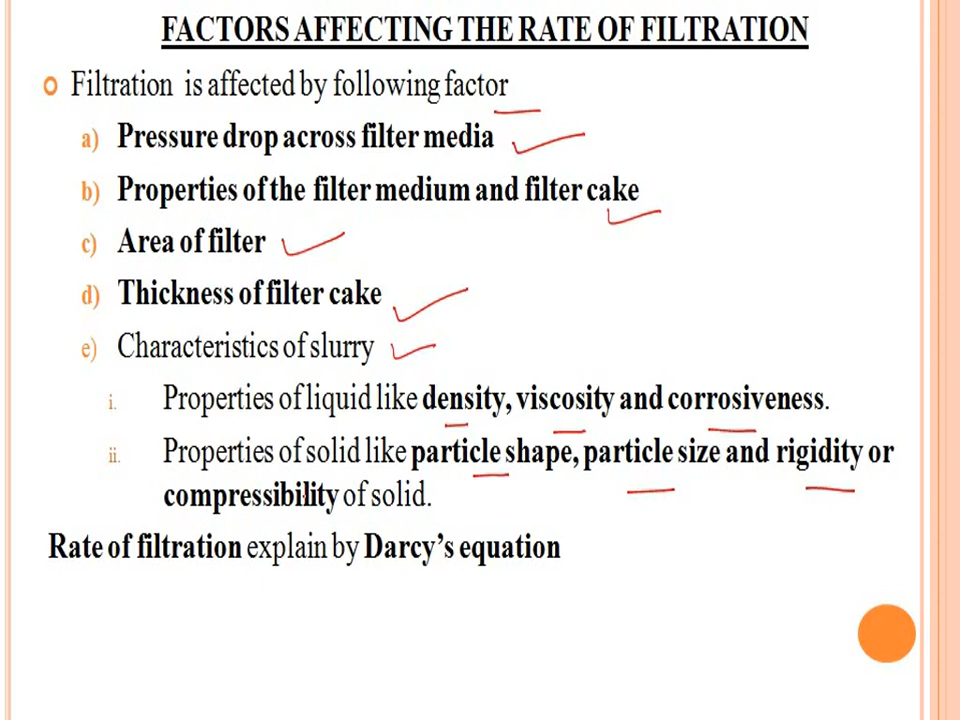 FACTORS AFFECTING THE RATE OF FILTRATION
Filtration is affected by following factor
a) Pressure drop across filter media
b) Properties of the filter medium and filter cake
c) Area of filter
d) Thickness of filter cake
e) Characteristics of slurry
i. Properties of liquid like density, viscosity and corrosiveness.
ii. Properties of solid like particle shape, particle size and rigidity or
compressibility of solid.
Rate of filtration explain by Darcy’s equation